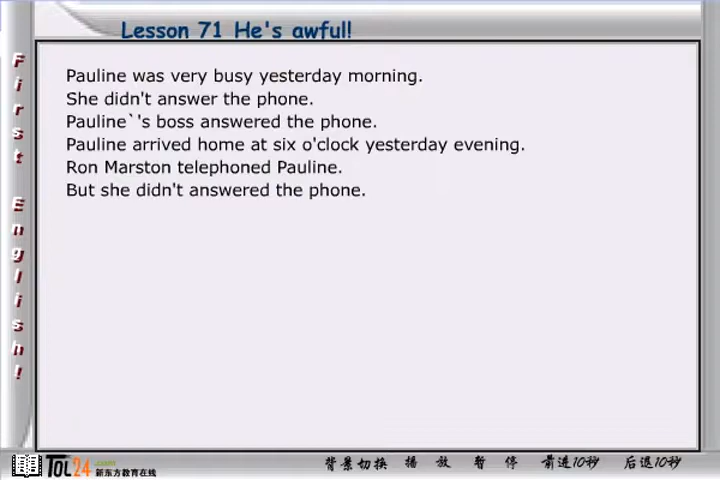 Lesson 71 He's awful!
First English!
Pauline was very busy yesterday morning.
She didn't answer the phone.
Pauline`'s boss answered the phone.
Pauline arrived home at six o'clock yesterday evening.
Ron Marston telephoned Pauline.
But she didn't answered the phone.
TOL24.com 新东方教育在线
背景切换 播放 暂停 前进10秒 后退10秒